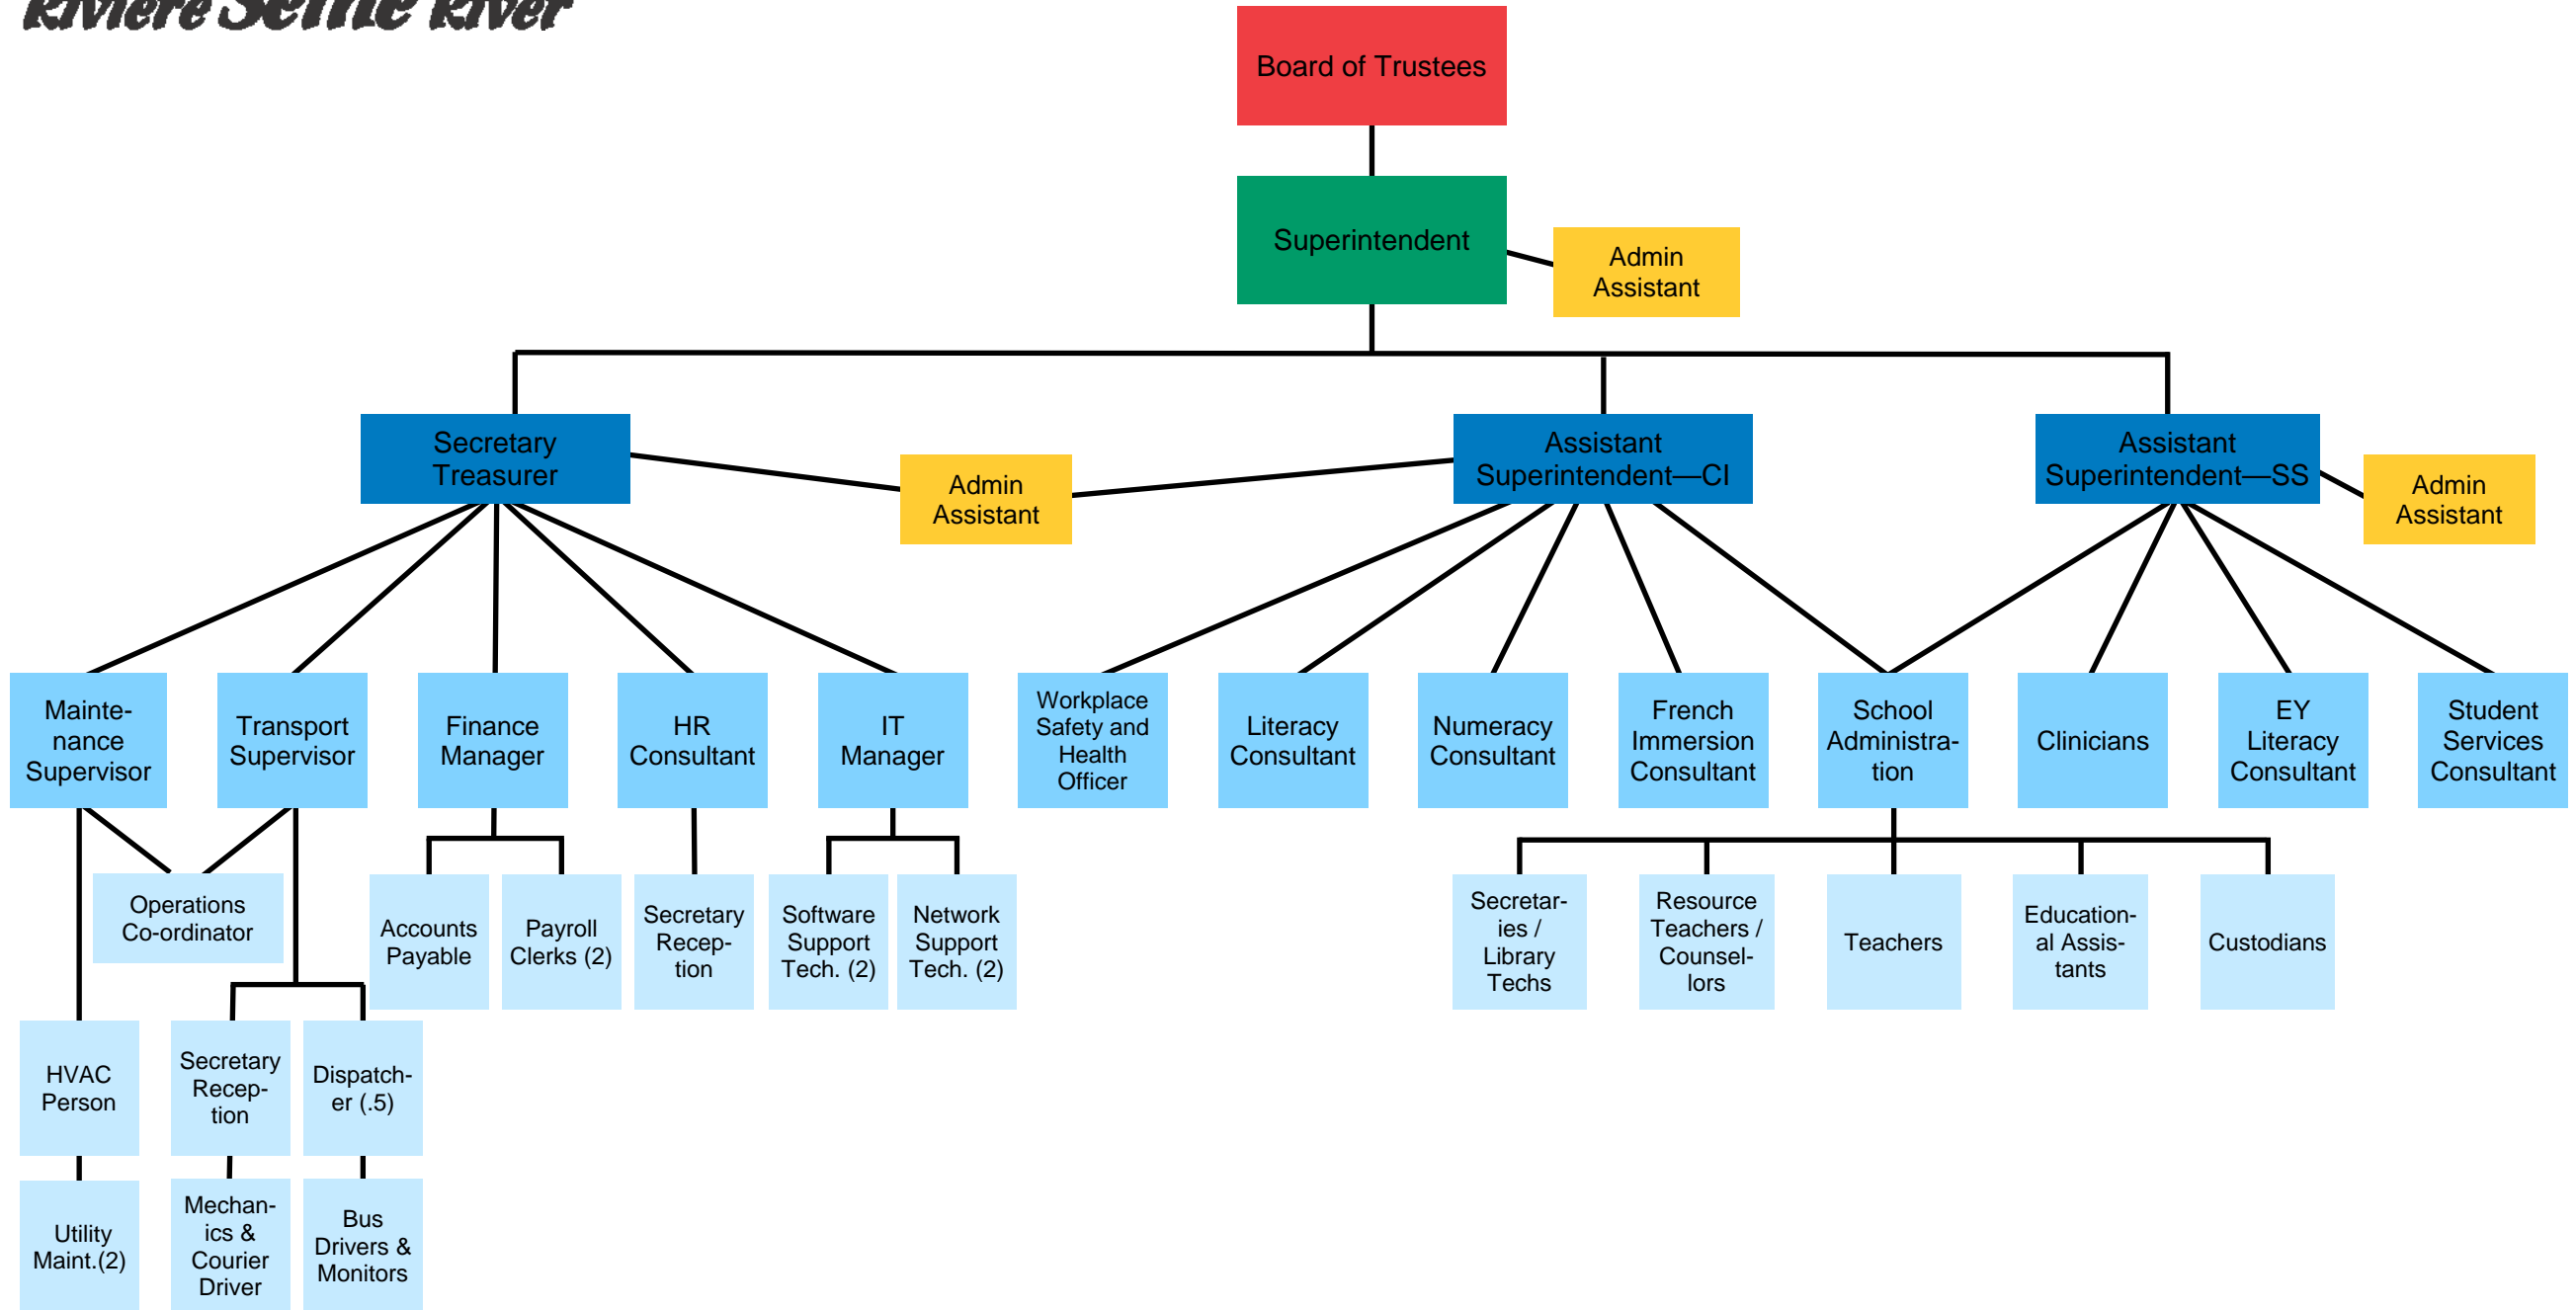 Rivière Seine River
Board of Trustees
Superintendent
Admin
Assistant
Secretary
Treasurer
Admin
Assistant
Assistant
Superintendent—CI
Assistant
Superintendent—SS
Admin
Assistant
Mainte-
nance
Supervisor
Transport
Supervisor
Finance
Manager
HR
Consultant
IT
Manager
Workplace
Safety and
Health
Officer
Literacy
Consultant
Numeracy
Consultant
French
Immersion
Consultant
School
Administra-
tion
Clinicians
EY
Literacy
Consultant
Student
Services
Consultant
Operations
Co-ordinator
Accounts
Payable
Payroll
Clerks (2)
Secretary
Recep-
tion
Software
Support
Tech. (2)
Network
Support
Tech. (2)
Secretar-
ies /
Library
Techs
Resource
Teachers /
Counsel-
lors
Teachers
Education-
al Assis-
tants
Custodians
HVAC
Person
Secretary
Recep-
tion
Dispatch-
er (.5)
Utility
Maint.(2)
Mechan-
ics &
Courier
Driver
Bus
Drivers &
Monitors